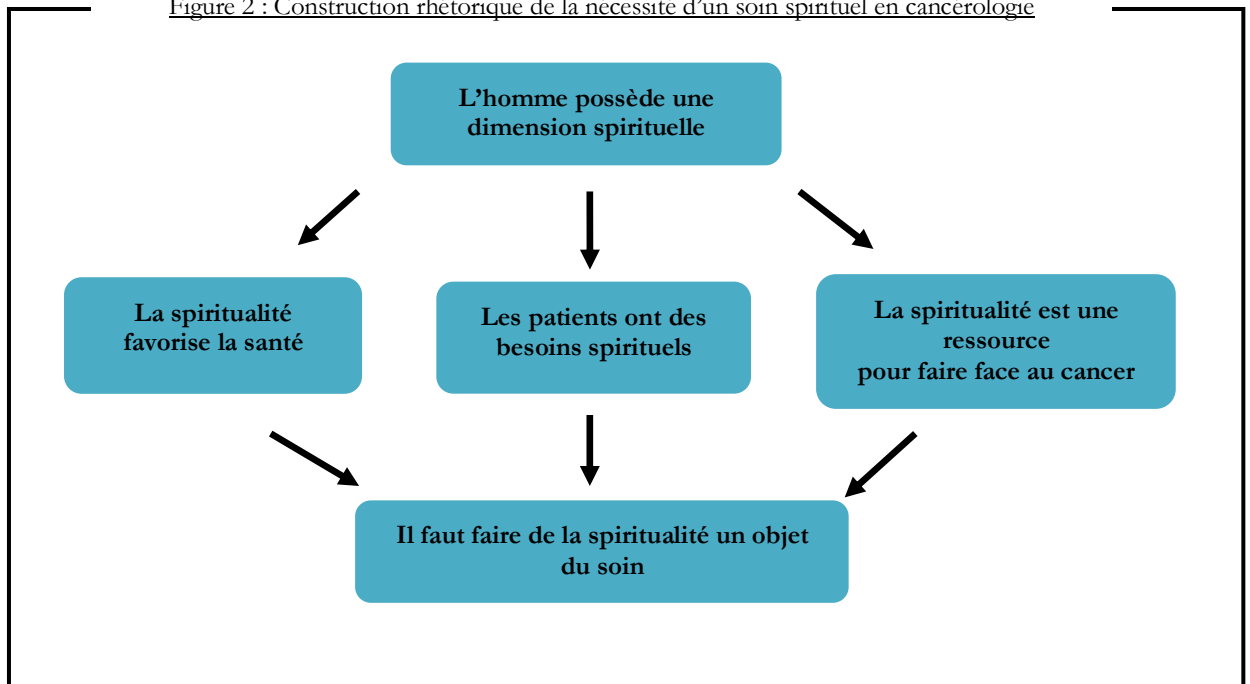 Figure 2 : Construction rhétorique de la nécessité d’un soin spirituel en cancérologie
L’homme possède une
dimension spirituelle
La spiritualité
favorise la santé
Les patients ont des
besoins spirituels
La spiritualité est une
ressource
pour faire face au cancer
Il faut faire de la spiritualité un objet
du soin